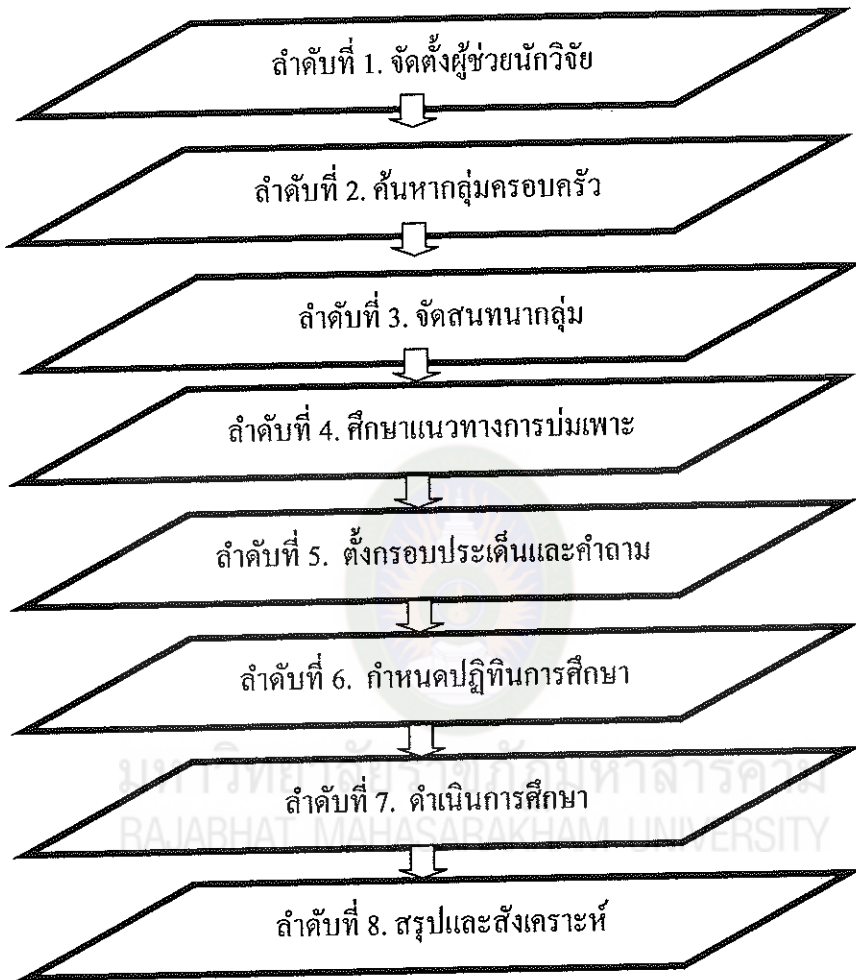 ลำดับที่ 1. จัดตั้งผู้ช่วยนักวิจัย
ลำดับที่ 2. ค้นหากลุ่มครอบครัว
ลำดับที่ 3. จัดสนทนากลุ่ม
ลำดับที่ 4. ศึกษาแนวทางการบ่มเพาะ
ลำดับที่ 5. ตั้งกรอบประเด็นและคำถาม
ลำดับที่ 6. กำหนดปฏิทินการศึกษา
มหาวิทยาลัยราชภัฏมหาสารคาม
ลำดับที่ 7. ดำเนินการศึกษา
RAJABHAT MAHASARAKHAM UNIVERSITY
ลำดับที่ 8. สรุปและสังเคราะห์